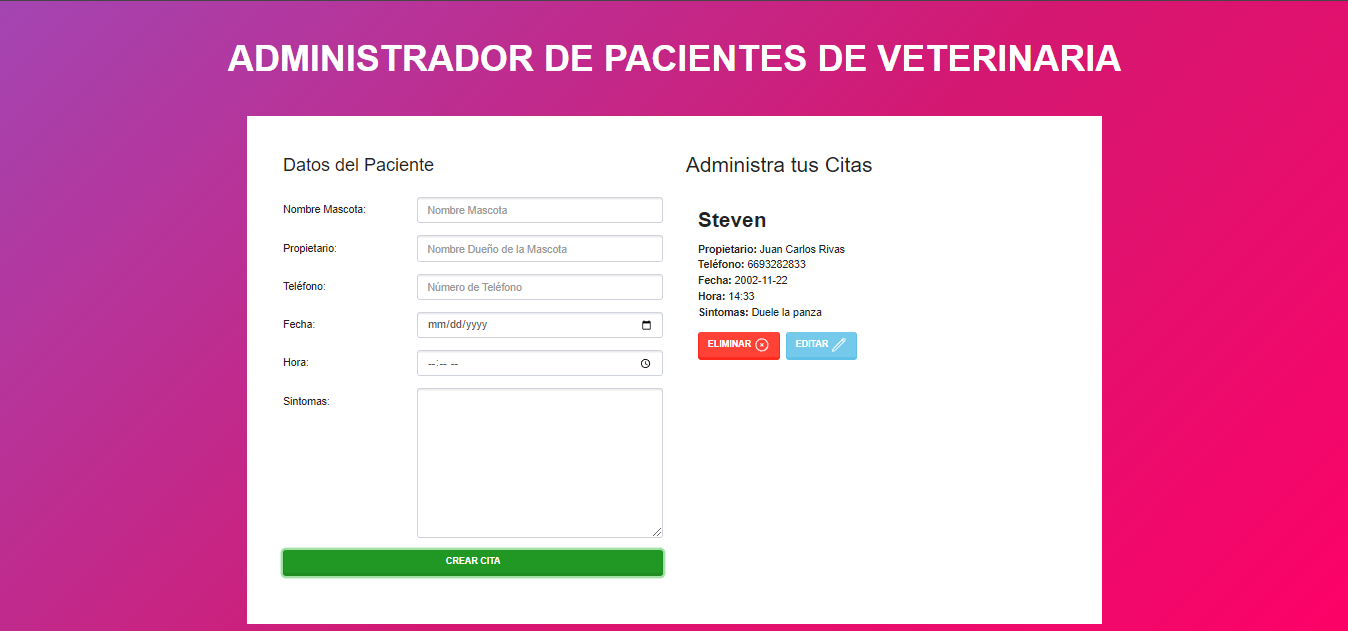 ADMINISTRADOR DE PACIENTES DE VETERINARIA
Datos del Paciente
Nombre Mascota:
Nombre Mascota
Propietario:
Nombre Dueño de la Mascota
Teléfono:
Número de Teléfono
Fecha:
mm/dd/yyyy
Hora:
--:-- --
Sintomas:
CREAR CITA
Administra tus Citas
Steven
Propietario: Juan Carlos Rivas
Teléfono: 6693282833
Fecha: 2002-11-22
Hora: 14:33
Sintomas: Duele la panza
ELIMINAR
EDITAR